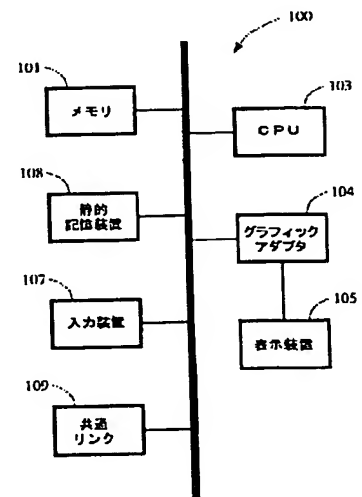 100
101
メモリ
103
CPU
108
静的
記憶装置
104
グラフィック
アダプタ
107
入力装置
105
表示装置
109
共通
リンク